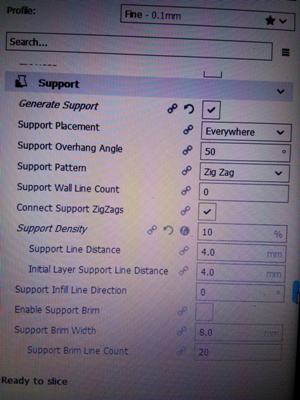 Profile:
Fine - 0.1mm
Search...
Support
Generate Support
Support Placement
Everywhere
Support Overhang Angle
50 °
Support Pattern
Zig Zag
Support Wall Line Count
0
Connect Support ZigZags
Support Density
10 %
Support Line Distance
4.0 mm
Initial Layer Support Line Distance
4.0 mm
Support Infill Line Direction
0 °
Enable Support Brim
Support Brim Width
8.0 mm
Support Brim Line Count
20
Ready to slice